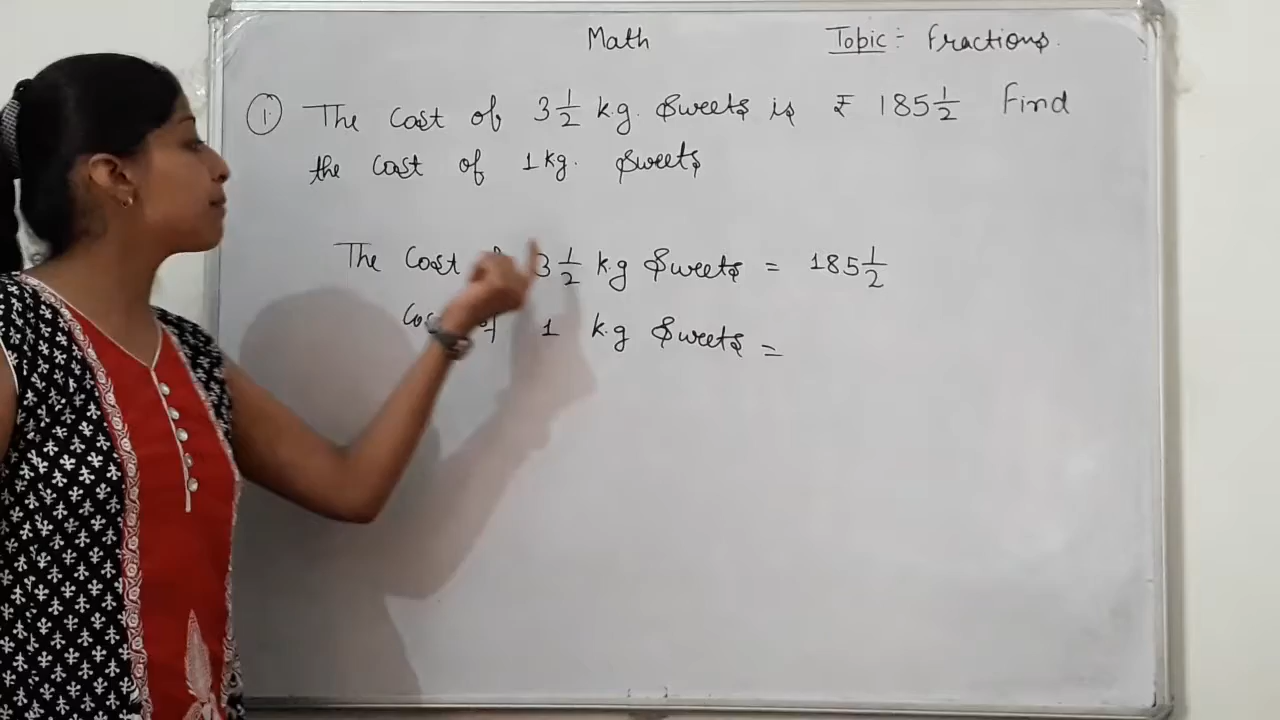 Math
Topic:- Fractions.
1. The Cost of 3 1/2 k.g. Sweets is ₹ 185 1/2 Find
the Cost of 1 kg. Sweets
The Cost 3 1/2 k.g Sweets = 185 1/2
of 1 k.g Sweets =